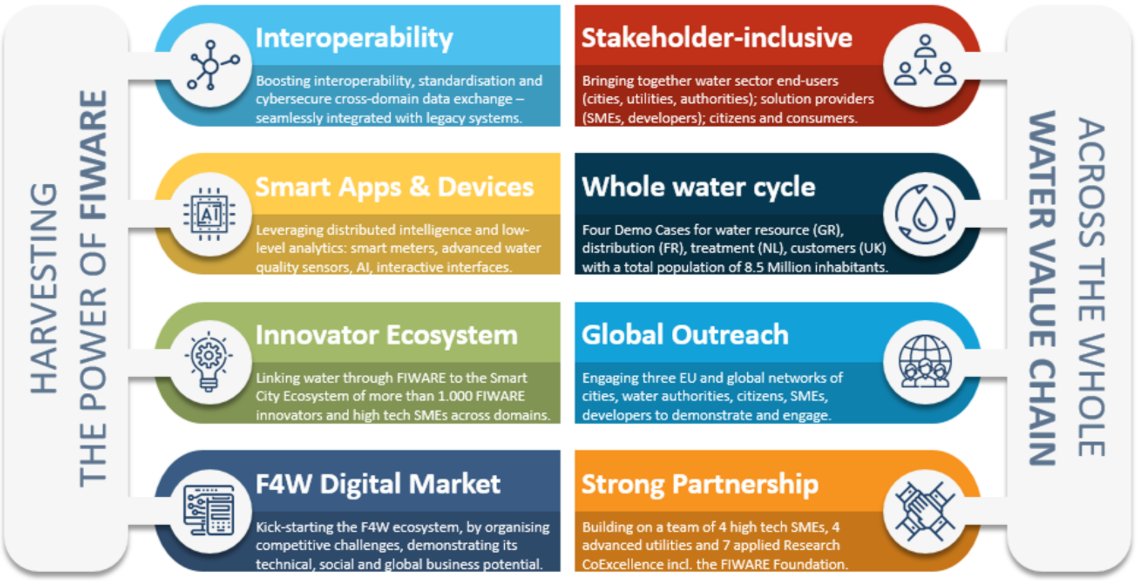 HARVESTING
THE POWER OF FIWARE
Interoperability
Boosting interoperability, standardisation and
cybersecure cross-domain data exchange –
seamlessly integrated with legacy systems.
Smart Apps & Devices
Leveraging distributed intelligence and low-
level analytics: smart meters, advanced water
quality sensors, AI, interactive interfaces.
AI
Innovator Ecosystem
Linking water through FIWARE to the Smart
City Ecosystem of more than 1.000 FIWARE
innovators and high tech SMEs across domains.
F4W Digital Market
Kick-starting the F4W ecosystem, by organising
competitive challenges, demonstrating its
technical, social and global business potential.
Stakeholder-inclusive
Bringing together water sector end-users
(cities, utilities, authorities); solution providers
(SMEs, developers); citizens and consumers.
Whole water cycle
Four Demo Cases for water resource (GR),
distribution (FR), treatment (NL), customers (UK)
with a total population of 8.5 Million inhabitants.
Global Outreach
Engaging three EU and global networks of
cities, water authorities, citizens, SMEs,
developers to demonstrate and engage.
Strong Partnership
Building on a team of 4 high tech SMEs, 4
advanced utilities and 7 applied Research
CoExcellence incl. the FIWARE Foundation.
ACROSS THE WHOLE
WATER VALUE CHAIN